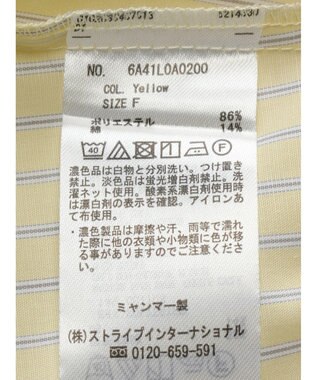 NO. 6A41L0A0200
COL. Yellow
SIZE F
ポリエステル 86%
綿 14%
40
濃色品は白物と分別洗い。つけ置き
禁止。淡色品は蛍光増白剤禁止。洗
濯ネット使用。酸素系漂白剤使用時
は漂白剤の表示を確認。アイロンあ
て布使用。
・濃色製品は摩擦や汗、雨等で濡れ
た際に他の衣類や小物類に色が移
る事がありますのでご注意くださ
い。
ミャンマー製
(株)ストライプインターナショナル
0120-659-591